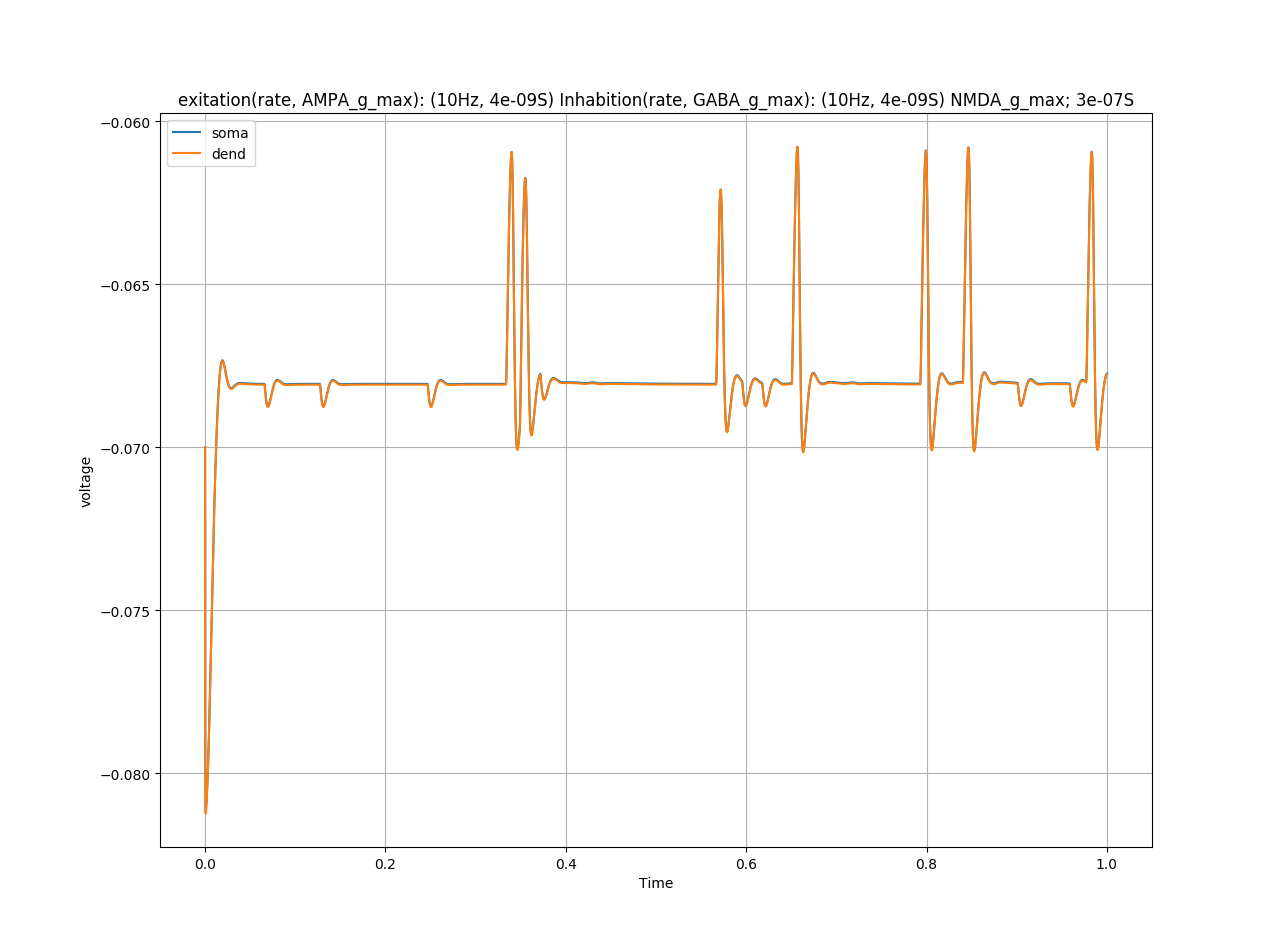 exitation(rate, AMPA_g_max): (10Hz, 4e-09S) Inhabition(rate, GABA_g_max): (10Hz, 4e-09S) NMDA_g_max; 3e-07S
soma
dend
−0.060
−0.065
−0.070
−0.075
−0.080
voltage
0.0 0.2 0.4 0.6 0.8 1.0
Time